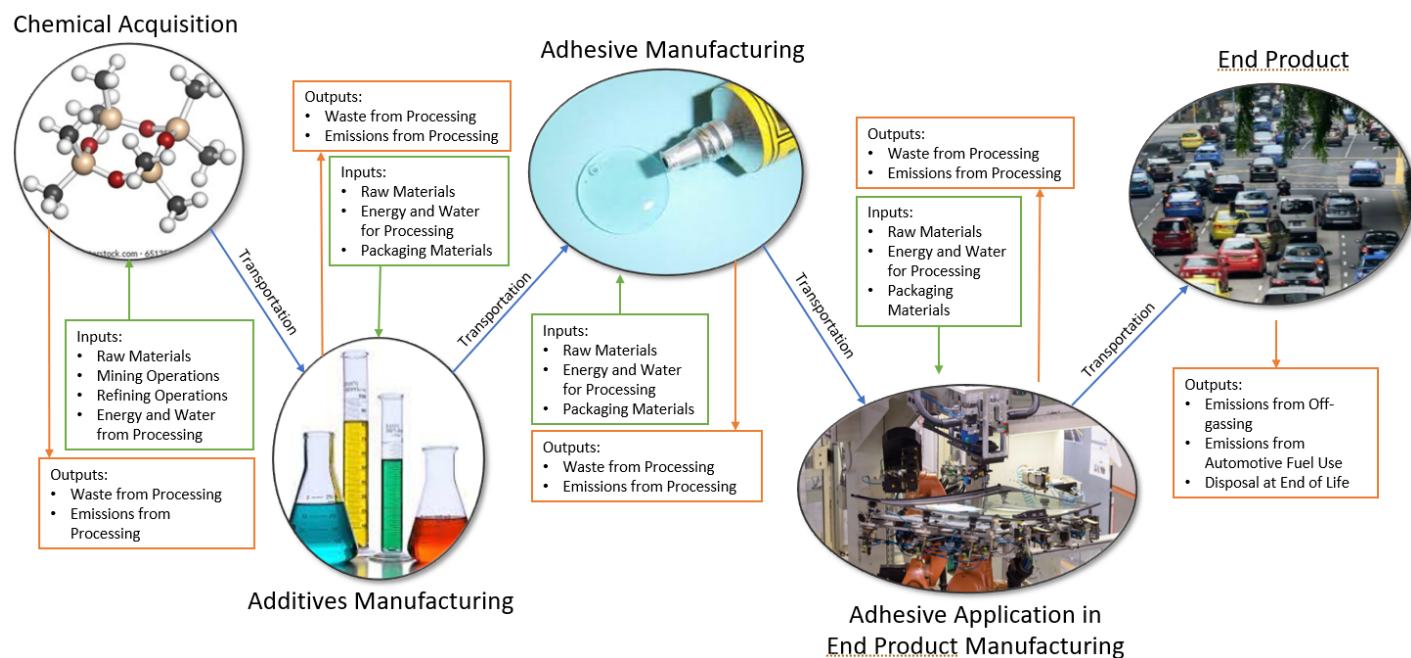 Chemical Acquisition
Inputs:
• Raw Materials
• Mining Operations
• Refining Operations
• Energy and Water
from Processing
Outputs:
• Waste from Processing
• Emissions from
Processing
Transportation
Outputs:
• Waste from Processing
• Emissions from Processing
Inputs:
• Raw Materials
• Energy and Water
for Processing
• Packaging Materials
Additives Manufacturing
Transportation
Adhesive Manufacturing
Inputs:
• Raw Materials
• Energy and Water
for Processing
• Packaging Materials
Outputs:
• Waste from Processing
• Emissions from Processing
Transportation
Outputs:
• Waste from Processing
• Emissions from Processing
Inputs:
• Raw Materials
• Energy and Water
for Processing
• Packaging
Materials
Adhesive Application in
End Product Manufacturing
Transportation
End Product
Outputs:
• Emissions from Off-
gassing
• Emissions from
Automotive Fuel Use
• Disposal at End of Life